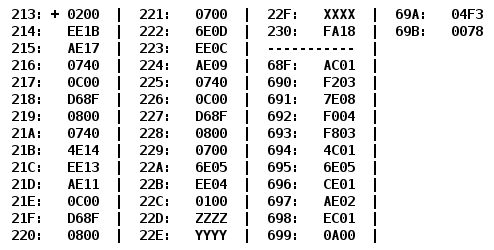 213: + 0200 | 221: 0700 | 22F: XXXX | 69A: 04F3
214: EE1B | 222: 6E0D | 230: FA18 | 69B: 0078
215: AE17 | 223: EE0C | ----------- |
216: 0740 | 224: AE09 | 68F: AC01 |
217: 0C00 | 225: 0740 | 690: F203 |
218: D68F | 226: 0C00 | 691: 7E08 |
219: 0800 | 227: D68F | 692: F004 |
21A: 0740 | 228: 0800 | 693: F803 |
21B: 4E14 | 229: 0700 | 694: 4C01 |
21C: EE13 | 22A: 6E05 | 695: 6E05 |
21D: AE11 | 22B: EE04 | 696: CE01 |
21E: 0C00 | 22C: 0100 | 697: AE02 |
21F: D68F | 22D: ZZZZ | 698: EC01 |
220: 0800 | 22E: YYYY | 699: 0A00 |